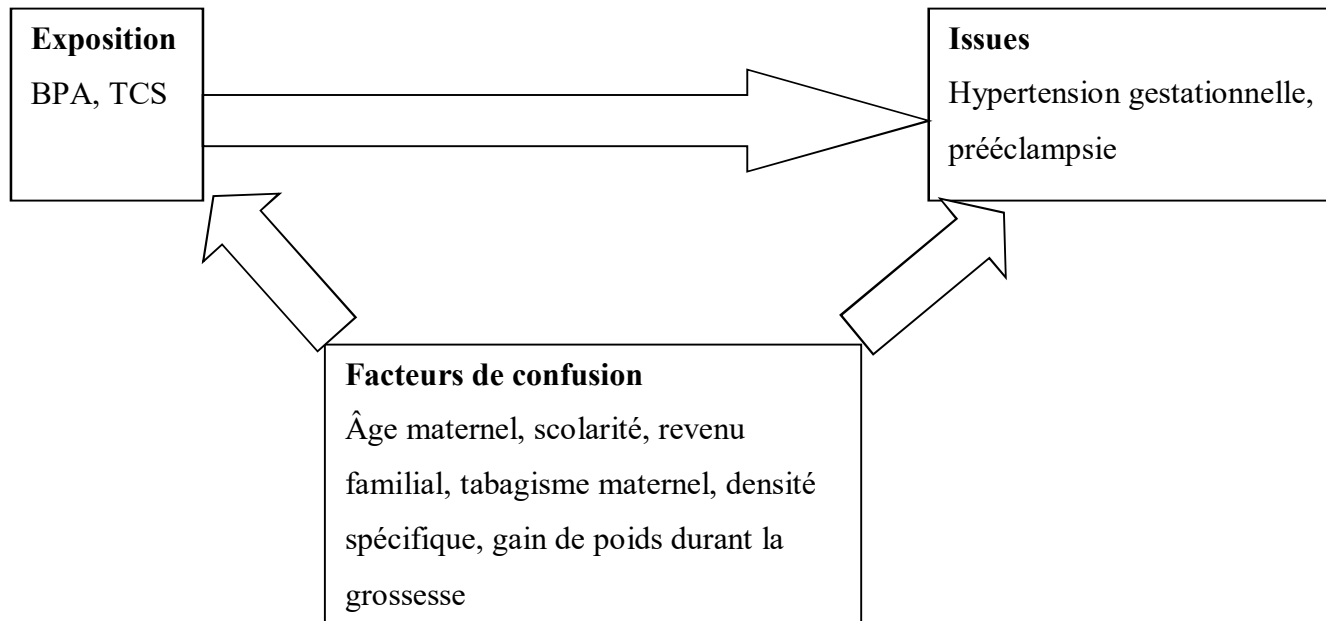 Exposition
BPA, TCS
Issues
Hypertension gestationnelle,
prééclampsie
Facteurs de confusion
Âge maternel, scolarité, revenu
familial, tabagisme maternel, densité
spécifique, gain de poids durant la
grossesse